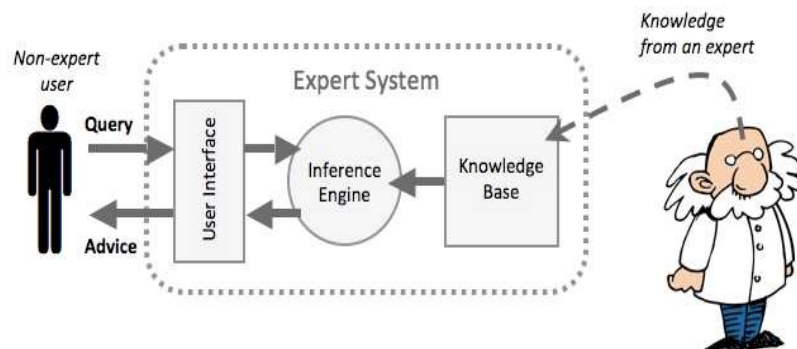 Non-expert
user
Knowledge
from an expert
Expert System
Query
Advice
User Interface
Inference
Engine
Knowledge
Base